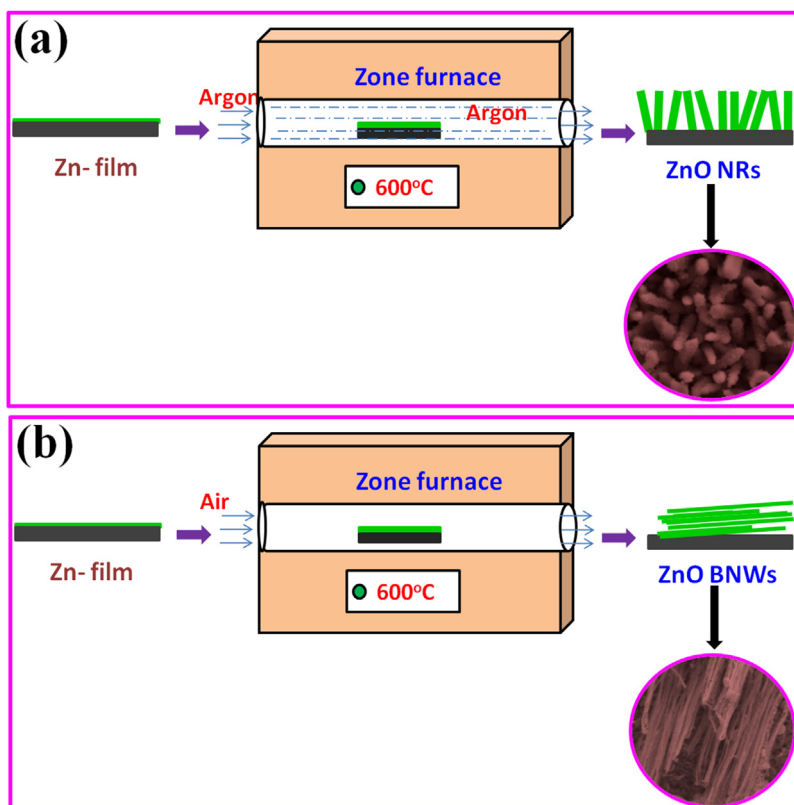 (a)
Zone furnace
Argon
Argon
Zn- film
600°C
ZnO NRs
(b)
Zone furnace
Air
Zn- film
600°C
ZnO BNWs